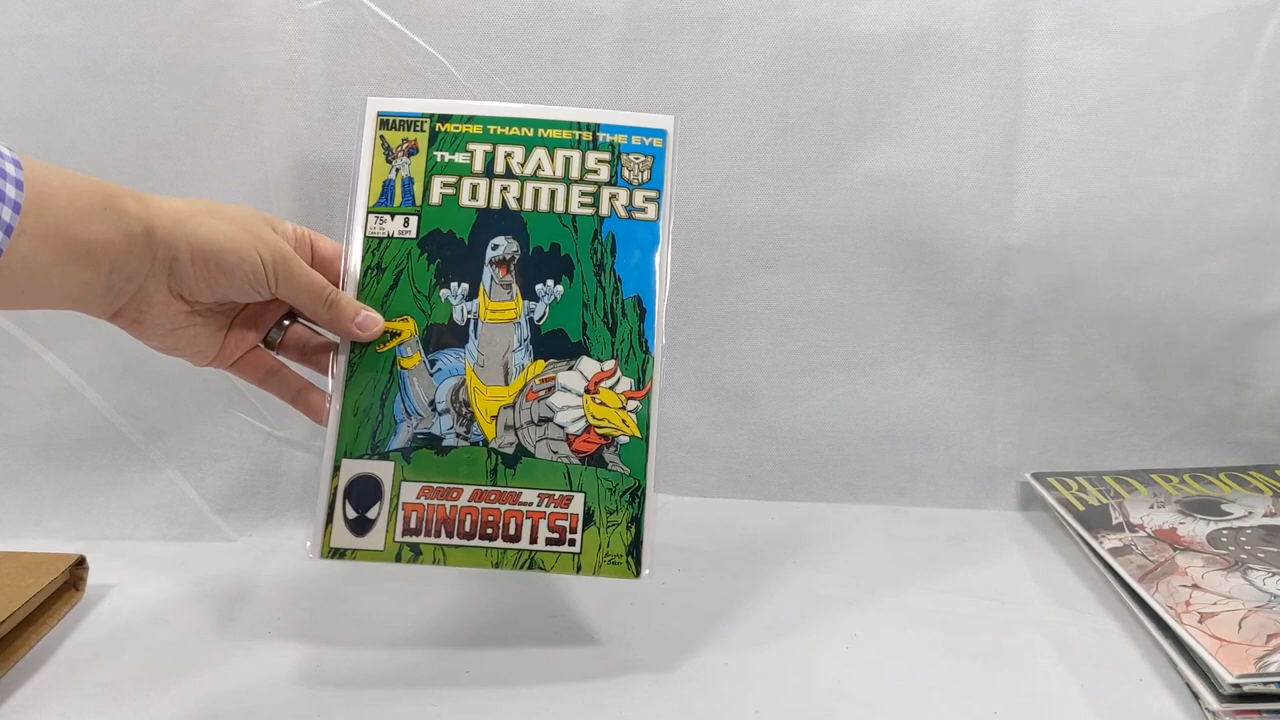 MARVEL
MORE THAN MEETS THE EYE
THE TRANS
FORMERS
75¢
8
SEPT
AND NOW... THE
DINOBOTS!
RED ROOM